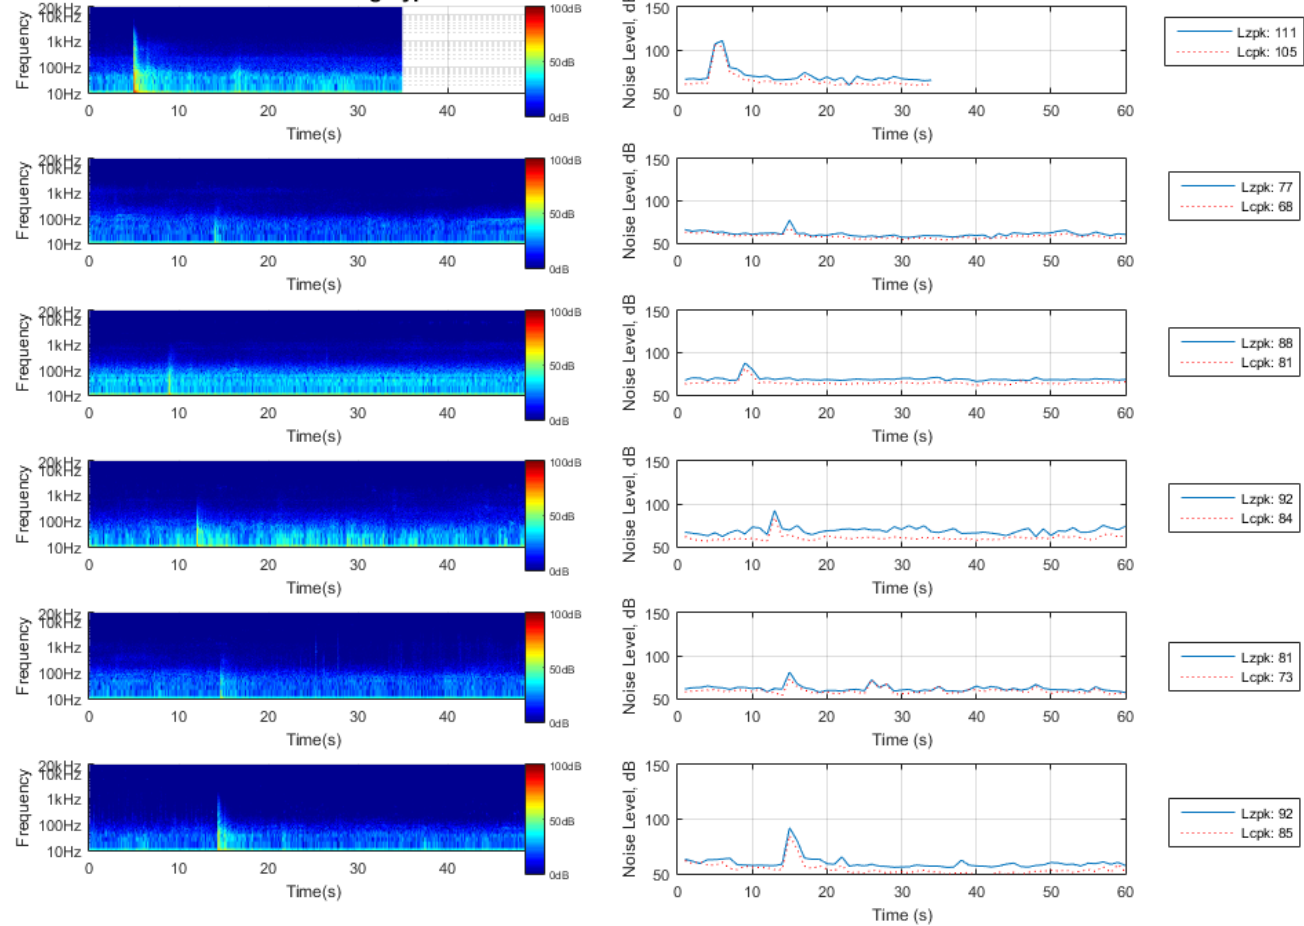 20kHz
10kHz
1kHz
100Hz
10Hz
Frequency
0 10 20 30 40
Time(s)
100dB
50dB
0dB
150
100
50
Noise Level, dB
0 10 20 30 40 50 60
Time (s)
Lzpk: 111
Lcpk: 105
20kHz
10kHz
1kHz
100Hz
10Hz
Frequency
0 10 20 30 40
Time(s)
100dB
50dB
0dB
150
100
50
Noise Level, dB
0 10 20 30 40 50 60
Time (s)
Lzpk: 77
Lcpk: 68
20kHz
10kHz
1kHz
100Hz
10Hz
Frequency
0 10 20 30 40
Time(s)
100dB
50dB
0dB
150
100
50
Noise Level, dB
0 10 20 30 40 50 60
Time (s)
Lzpk: 88
Lcpk: 81
20kHz
10kHz
1kHz
100Hz
10Hz
Frequency
0 10 20 30 40
Time(s)
100dB
50dB
0dB
150
100
50
Noise Level, dB
0 10 20 30 40 50 60
Time (s)
Lzpk: 92
Lcpk: 84
20kHz
10kHz
1kHz
100Hz
10Hz
Frequency
0 10 20 30 40
Time(s)
100dB
50dB
0dB
150
100
50
Noise Level, dB
0 10 20 30 40 50 60
Time (s)
Lzpk: 81
Lcpk: 73
20kHz
10kHz
1kHz
100Hz
10Hz
Frequency
0 10 20 30 40
Time(s)
100dB
50dB
0dB
150
100
50
Noise Level, dB
0 10 20 30 40 50 60
Time (s)
Lzpk: 92
Lcpk: 85